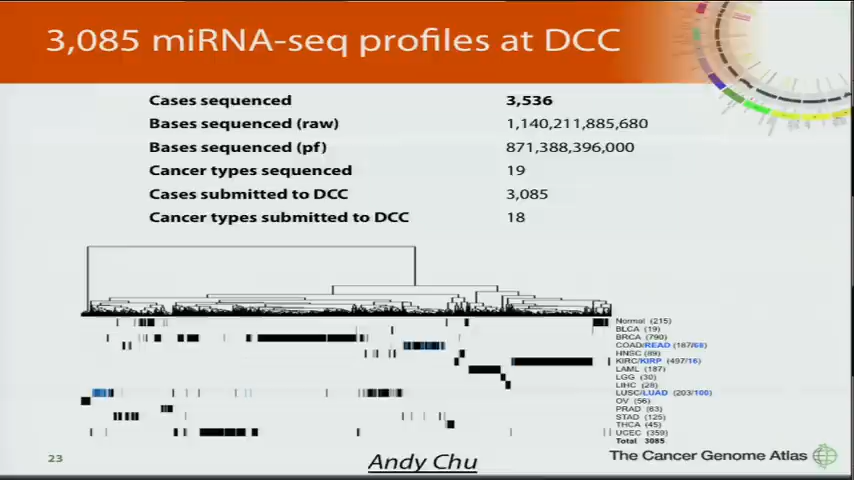 3,085 miRNA-seq profiles at DCC
Cases sequenced 3,536
Bases sequenced (raw) 1,140,211,885,680
Bases sequenced (pf) 871,388,396,000
Cancer types sequenced 19
Cases submitted to DCC 3,085
Cancer types submitted to DCC 18
Normal (215)
BLCA (19)
BRCA (790)
COAD/READ (187/68)
HNSC (89)
KIRC/KIRP (497/16)
LAML (187)
LGG (30)
LIHC (28)
LUSC/LUAD (203/100)
OV (56)
PRAD (63)
STAD (125)
THCA (45)
UCEC (359)
Total 3085
23
Andy Chu
The Cancer Genome Atlas